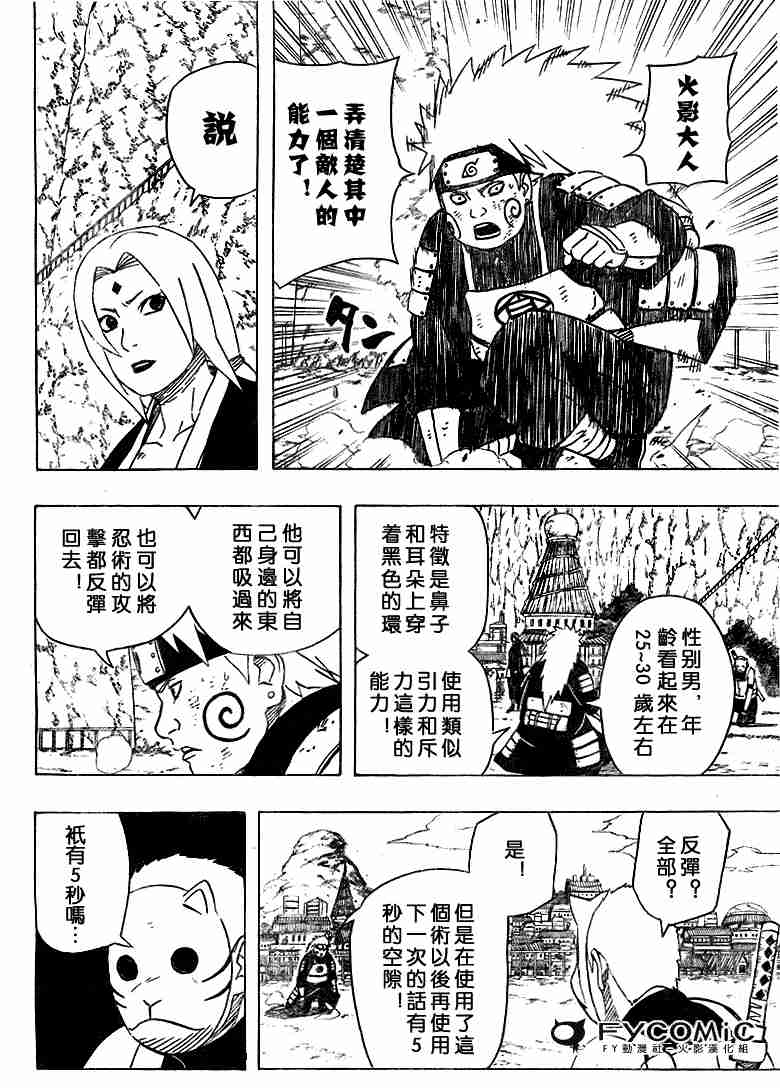 火影大人
弄清楚其中
一個敵人的
能力了！
タン
説
性别男，年
齡看起來在
25~30歲左右
特徵是鼻子
和耳朵上穿
着黑色的環
使用類似
引力和斥
力這樣的
能力！
他可以將自
己身邊的東
西都吸過來
也可以將
忍術的攻
擊都反彈
回去！
反彈？
全部？
是！
但是在使用了這
個術以後再使用
下一次的話有5
秒的空隙！
衹有5秒嗎…
FYCOMIC
FY動漫社－火影漢化組